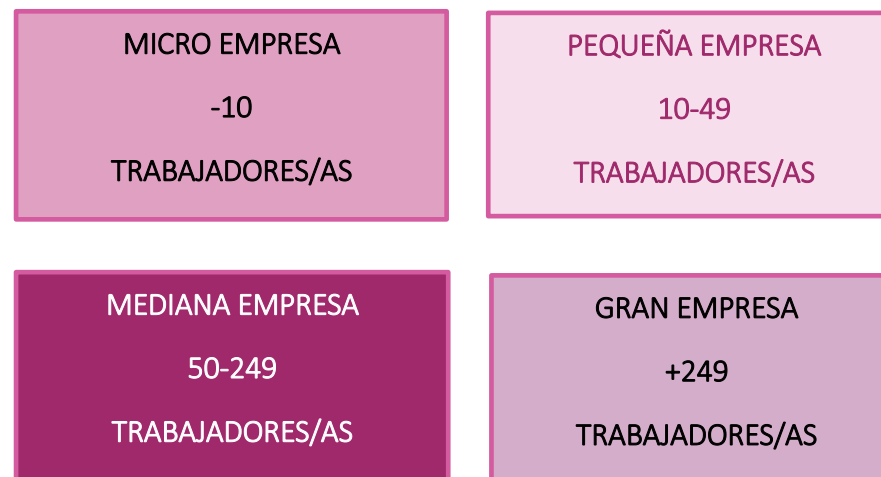 MICRO EMPRESA
-10
TRABAJADORES/AS
PEQUEÑA EMPRESA
10-49
TRABAJADORES/AS
MEDIANA EMPRESA
50-249
TRABAJADORES/AS
GRAN EMPRESA
+249
TRABAJADORES/AS